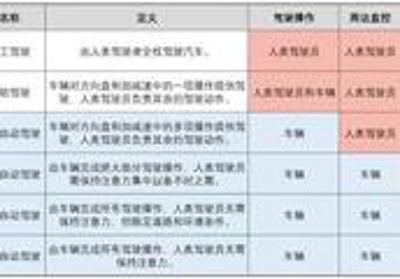 名称 定义 驾驶操作 周边监控
工驾驶 由人类驾驶者全权驾驶汽车。 人类驾驶员 人类驾驶员
助驾驶 车辆对方向盘和加减速中的一项操作提供驾
驶，人类驾驶员负责其余的驾驶动作。 人类驾驶员和车辆 人类驾驶员
自动驾驶 车辆对方向盘和加减速中的多项操作提供驾
驶，人类驾驶员负责其余的驾驶动作。 车辆 人类驾驶员
自动驾驶 由车辆完成绝大部分驾驶操作，人类驾驶员
需保持注意力集中以备不时之需。 车辆 车辆
自动驾驶 由车辆完成所有驾驶操作，人类驾驶员无需
保持注意力，但限定道路和环境条件。 车辆 车辆
自动驾驶 由车辆完成所有驾驶操作，人类驾驶员无需
保持注意力。 车辆 车辆